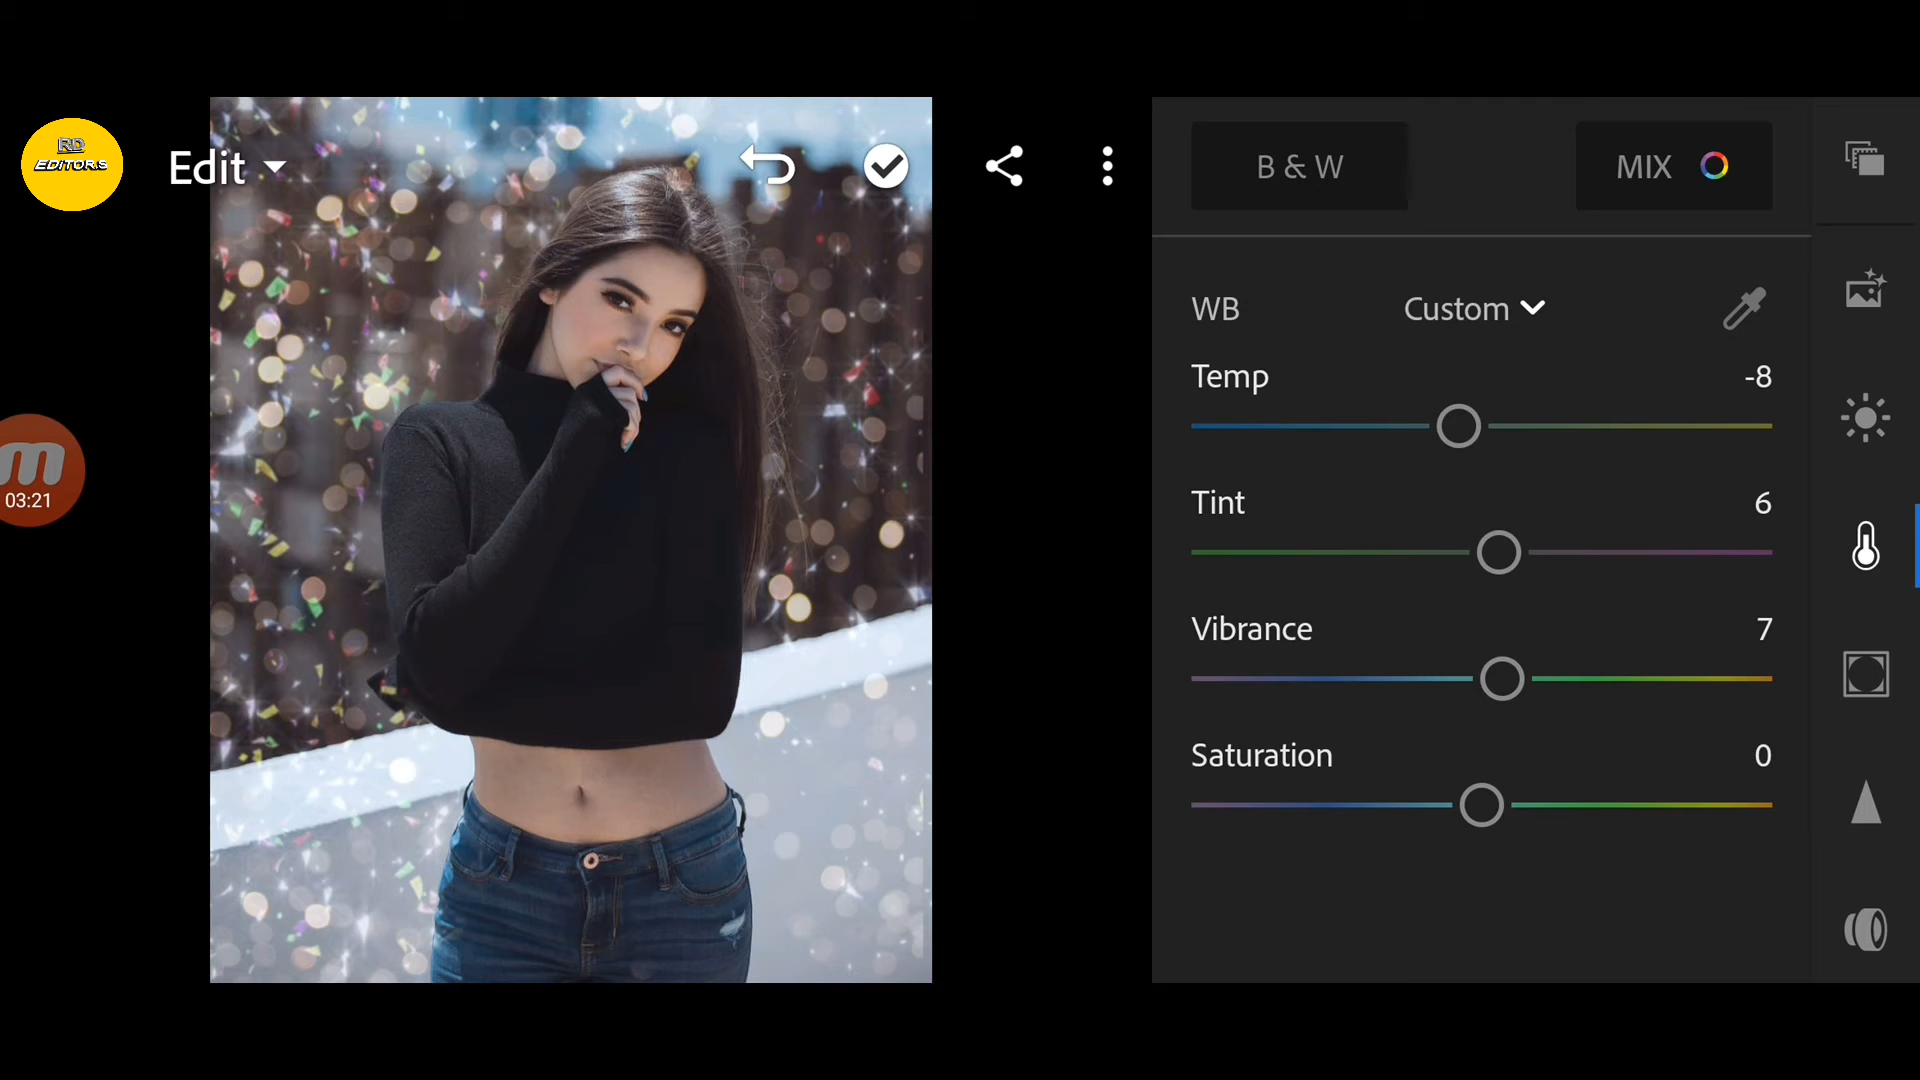 RD
EDITORS
Edit
B & W
MIX
WB
Custom
Temp
-8
Tint
6
Vibrance
7
Saturation
0
03:21